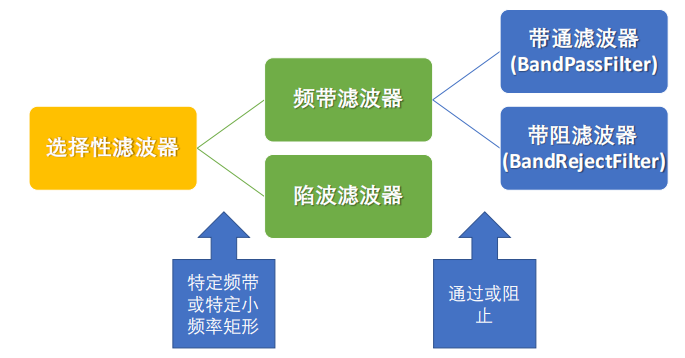 带通滤波器
(BandPassFilter)
频带滤波器
选择性滤波器
带阻滤波器
(BandRejectFilter)
陷波滤波器
特定频带
或特定小
频率矩形
通过或阻
止